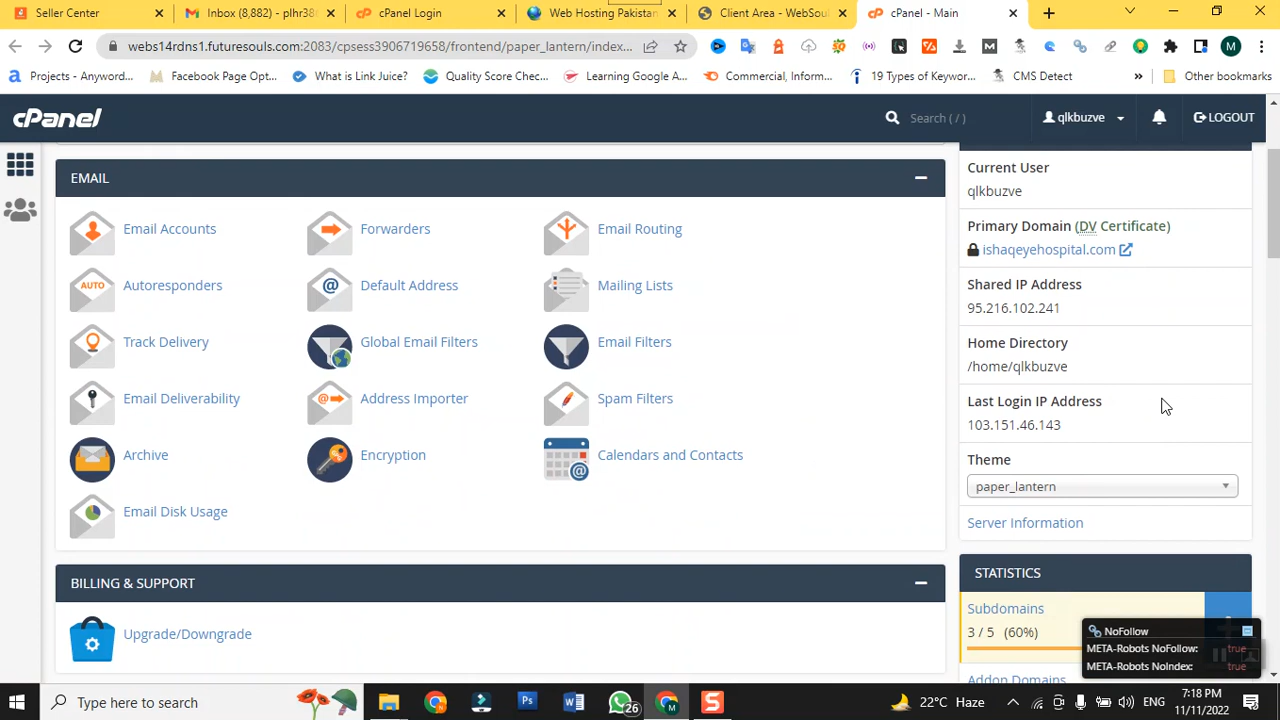 Seller Center
Inbox (8,882) - plhr38
cPanel Login
Web Hosting Pakistan
Client Area - WebSoul
cPanel - Main
webs14rdns1.futuresouls.com:2083/cpsess3906719658/frontend/paper_lantern/index...
Projects - Anyword...
Facebook Page Opt...
What is Link Juice?
Quality Score Chec...
Learning Google A...
Commercial, Inform...
19 Types of Keywor...
CMS Detect
»
Other bookmarks
cPanel
Search ( / )
qlkbuzve
LOGOUT
EMAIL
Email Accounts
Forwarders
Email Routing
AUTO
Autoresponders
Default Address
Mailing Lists
Track Delivery
Global Email Filters
Email Filters
Email Deliverability
Address Importer
Spam Filters
Archive
Encryption
Calendars and Contacts
Email Disk Usage
BILLING & SUPPORT
Upgrade/Downgrade
Current User
qlkbuzve
Primary Domain (DV Certificate)
ishaqeyehospital.com
Shared IP Address
95.216.102.241
Home Directory
/home/qlkbuzve
Last Login IP Address
103.151.46.143
Theme
paper_lantern
Server Information
STATISTICS
Subdomains
3 / 5 (60%)
Addon Domains
NoFollow
META-Robots NoFollow: true
META-Robots NoIndex: true
Type here to search
26
22°C Haze
ENG
7:18 PM
11/11/2022